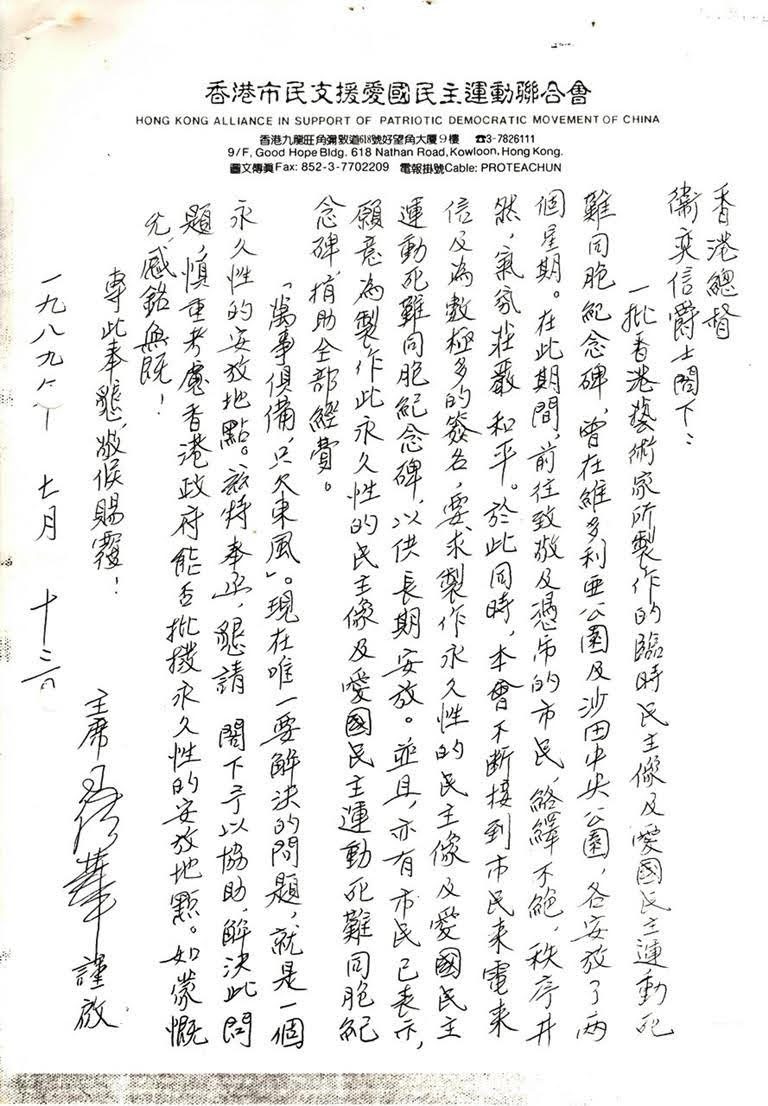 香港市民支援愛國民主運動聯合會
HONG KONG ALLIANCE IN SUPPORT OF PATRIOTIC DEMOCRATIC MOVEMENT OF CHINA
香港九龍旺角彌敦道618號好望角大廈9樓 ☎3-7826111
9/F, Good Hope Bldg. 618 Nathan Road, Kowloon, Hong Kong.
圖文傳眞Fax: 852-3-7702209 電報掛號Cable: PROTEACHUN
香港總督
衞奕信爵士閣下：
一批香港藝術家所製作的臨時民主像及愛國民主運動死
難同胞紀念碑，曾在維多利亜公園及沙田中央公園，各安放了両
個星期。在此期間，前往致敬及憑吊的市民，絡繹不絕，秩序井
然，氣氛壯嚴和平。於此同時，本會不斷接到市民来電来
信及為數極多的簽名，要求製作永久性的民主像及愛國民主
運動死難同胞紀念碑，以供長期安放。並且，亦有市民已表示，
願意為製作此永久性的民主像及愛國民主運動死難同胞紀
念碑，捐助全部經費。
「萬事俱備，只欠東風」。現在唯一要解決的問題，就是一個
永久性的安放地點。茲特奉函，懇請 閣下予以協助，解決此問
題，慎重考慮香港政府能否批撥永久性的安放地點。如蒙慨
允，感銘無既！
專此奉懇，敬候賜覆！
主席 司徒華 謹啟
一九八九年 七月 十三日